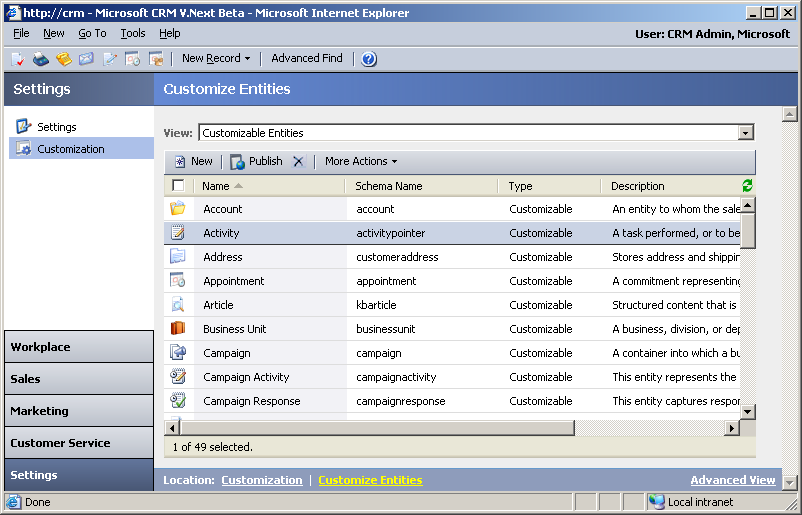 http://crm - Microsoft CRM V.Next Beta - Microsoft Internet Explorer
File New Go To Tools Help User: CRM Admin, Microsoft
New Record Advanced Find
Settings Customize Entities
Settings
Customization
View: Customizable Entities
New Publish More Actions
Name Schema Name Type Description
Account account Customizable An entity to whom the sale
Activity activitypointer Customizable A task performed, or to be
Address customeraddress Customizable Stores address and shippin
Appointment appointment Customizable A commitment representing
Article kbarticle Customizable Structured content that is
Business Unit businessunit Customizable A business, division, or dep
Campaign campaign Customizable A container into which a bu
Campaign Activity campaignactivity Customizable This entity represents the
Campaign Response campaignresponse Customizable This entity captures respor
1 of 49 selected.
Workplace
Sales
Marketing
Customer Service
Settings
Location: Customization | Customize Entities Advanced View
Done Local intranet